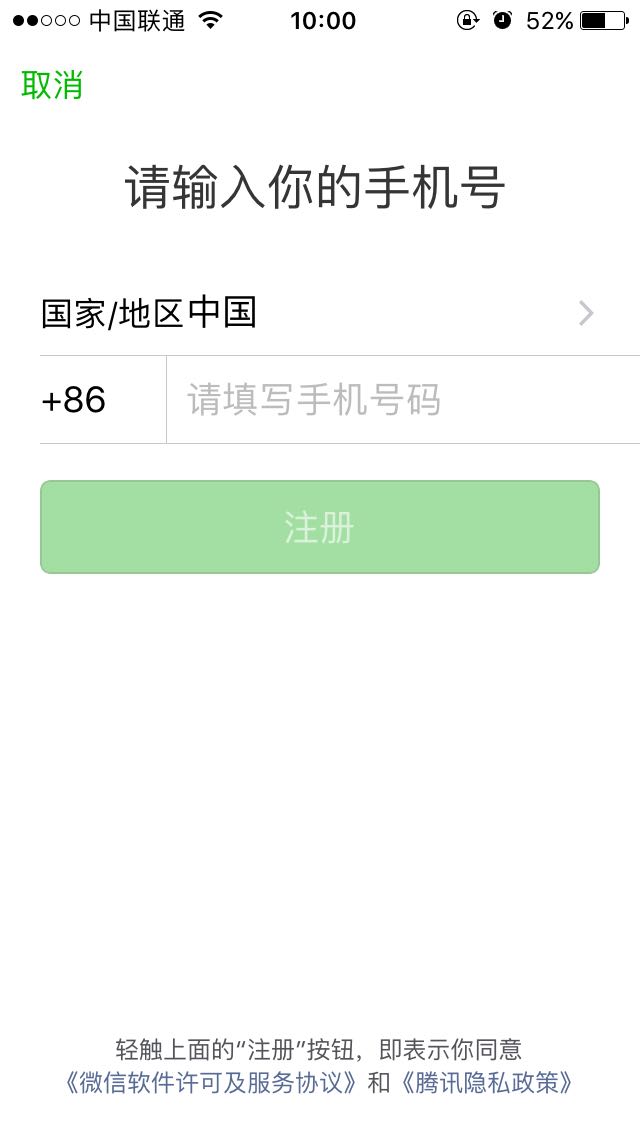 中国联通 10:00 52%
取消
请输入你的手机号
国家/地区中国
+86 请填写手机号码
注册
轻触上面的“注册”按钮，即表示你同意
《微信软件许可及服务协议》和《腾讯隐私政策》